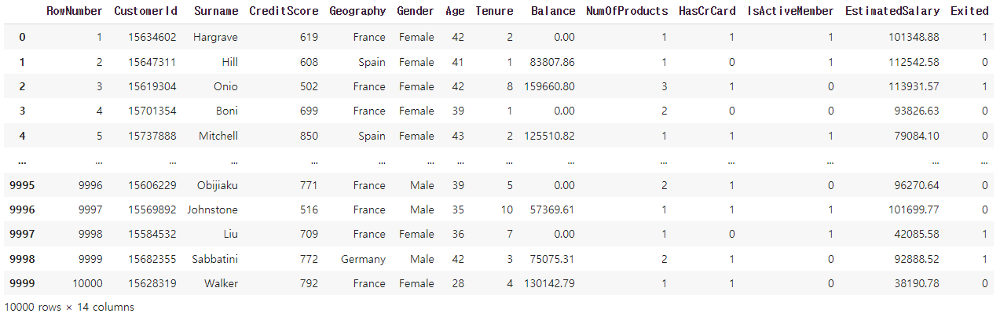 RowNumber CustomerId Surname CreditScore Geography Gender Age Tenure Balance NumOfProducts HasCrCard IsActiveMember EstimatedSalary Exited
0 1 15634602 Hargrave 619 France Female 42 2 0.00 1 1 1 101348.88 1
1 2 15647311 Hill 608 Spain Female 41 1 83807.86 1 0 1 112542.58 0
2 3 15619304 Onio 502 France Female 42 8 159660.80 3 1 0 113931.57 1
3 4 15701354 Boni 699 France Female 39 1 0.00 2 0 0 93826.63 0
4 5 15737888 Mitchell 850 Spain Female 43 2 125510.82 1 1 1 79084.10 0
... ... ... ... ... ... ... ... ... ... ... ... ... ... ...
9995 9996 15606229 Obijiaku 771 France Male 39 5 0.00 2 1 0 96270.64 0
9996 9997 15569892 Johnstone 516 France Male 35 10 57369.61 1 1 1 101699.77 0
9997 9998 15584532 Liu 709 France Female 36 7 0.00 1 0 1 42085.58 1
9998 9999 15682355 Sabbatini 772 Germany Male 42 3 75075.31 2 1 0 92888.52 1
9999 10000 15628319 Walker 792 France Female 28 4 130142.79 1 1 0 38190.78 0
10000 rows × 14 columns